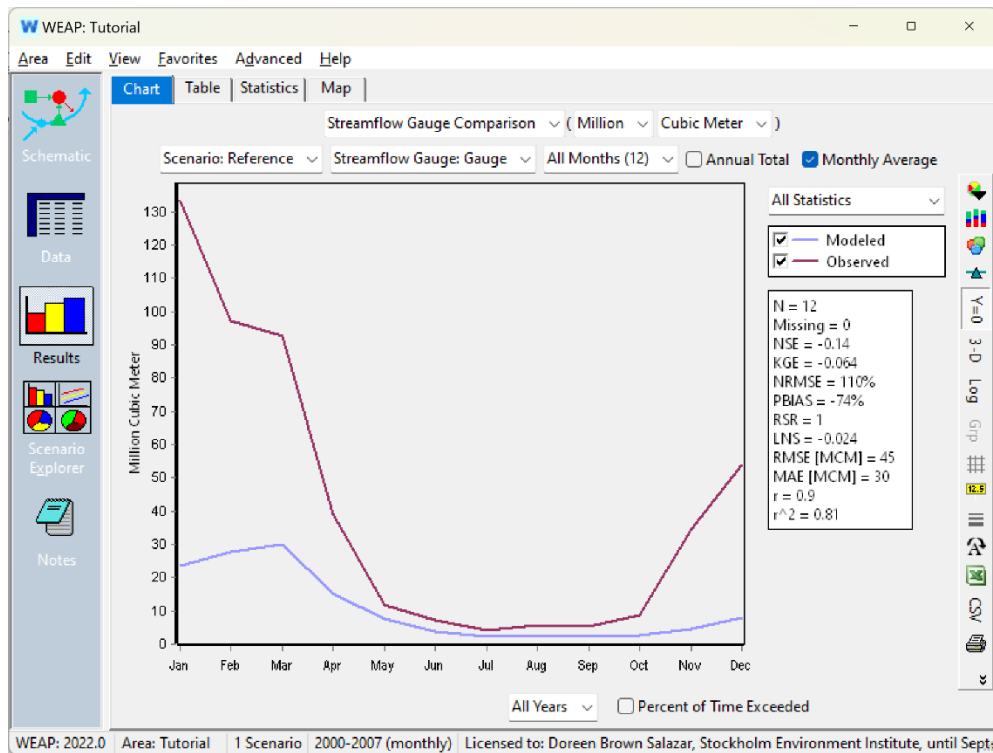 WEAP: Tutorial
Area Edit View Favorites Advanced Help
Chart Table Statistics Map
Streamflow Gauge Comparison ( Million Cubic Meter )
Scenario: Reference Streamflow Gauge: Gauge All Months (12) Annual Total Monthly Average
Schematic
Data
Results
Scenario
Explorer
Notes
Million Cubic Meter
130
120
110
100
90
80
70
60
50
40
30
20
10
0
Jan Feb Mar Apr May Jun Jul Aug Sep Oct Nov Dec
All Statistics
Modeled
Observed
N = 12
Missing = 0
NSE = -0.14
KGE = -0.064
NRMSE = 110%
PBIAS = -74%
RSR = 1
LNS = -0.024
RMSE [MCM] = 45
MAE [MCM] = 30
r = 0.9
r^2 = 0.81
Y=0
3-D
Log
Grp
12.5
A
CSV
All Years Percent of Time Exceeded
WEAP: 2022.0 Area: Tutorial 1 Scenario 2000-2007 (monthly) Licensed to: Doreen Brown Salazar, Stockholm Environment Institute, until Sept